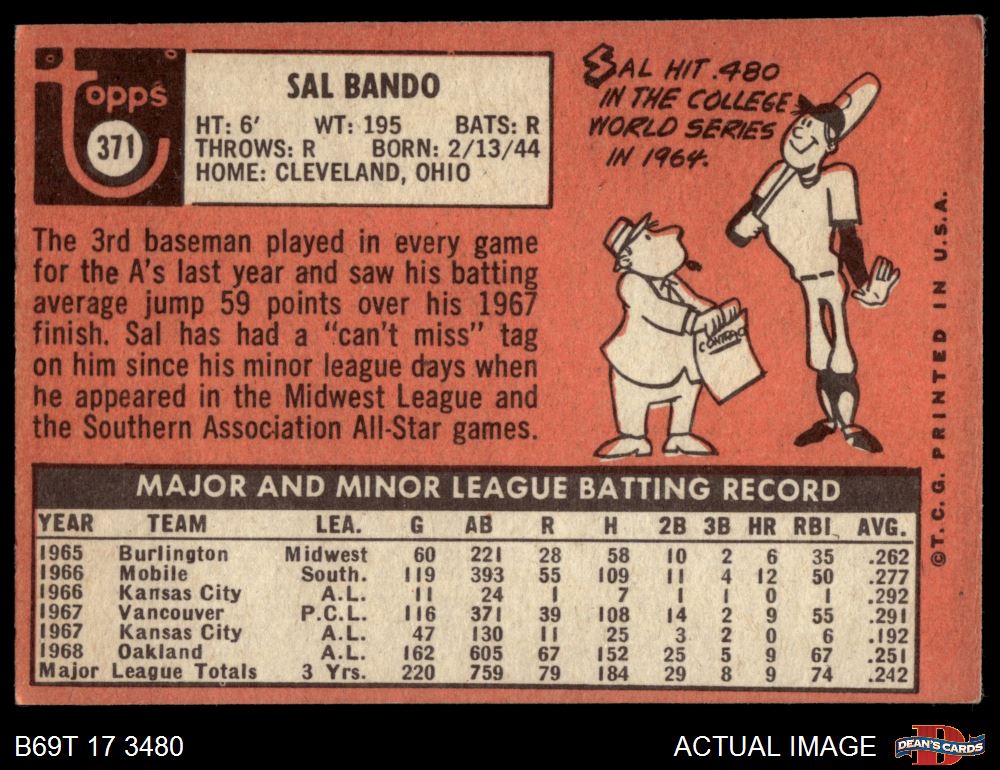 Topps
371
SAL BANDO
HT: 6' WT: 195 BATS: R
THROWS: R BORN: 2/13/44
HOME: CLEVELAND, OHIO
SAL HIT .480
IN THE COLLEGE
WORLD SERIES
IN 1964.
CONTRAC
The 3rd baseman played in every game
for the A's last year and saw his batting
average jump 59 points over his 1967
finish. Sal has had a "can't miss" tag
on him since his minor league days when
he appeared in the Midwest League and
the Southern Association All-Star games.
©T. C. G. PRINTED IN U. S. A.
MAJOR AND MINOR LEAGUE BATTING RECORD
YEAR TEAM LEA. G AB R H 2B 3B HR RBI AVG.
1965 Burlington Midwest 60 221 28 58 10 2 6 35 .262
1966 Mobile South. 119 393 55 109 11 4 12 50 .277
1966 Kansas City A.L. 11 24 1 7 1 1 0 1 .292
1967 Vancouver P.C.L. 116 371 39 108 14 2 9 55 .291
1967 Kansas City A.L. 47 130 11 25 3 2 0 6 .192
1968 Oakland A.L. 162 605 67 152 25 5 9 67 .251
Major League Totals 3 Yrs. 220 759 79 184 29 8 9 74 .242
B69T 17 3480
ACTUAL IMAGE
D
DEAN'S CARDS